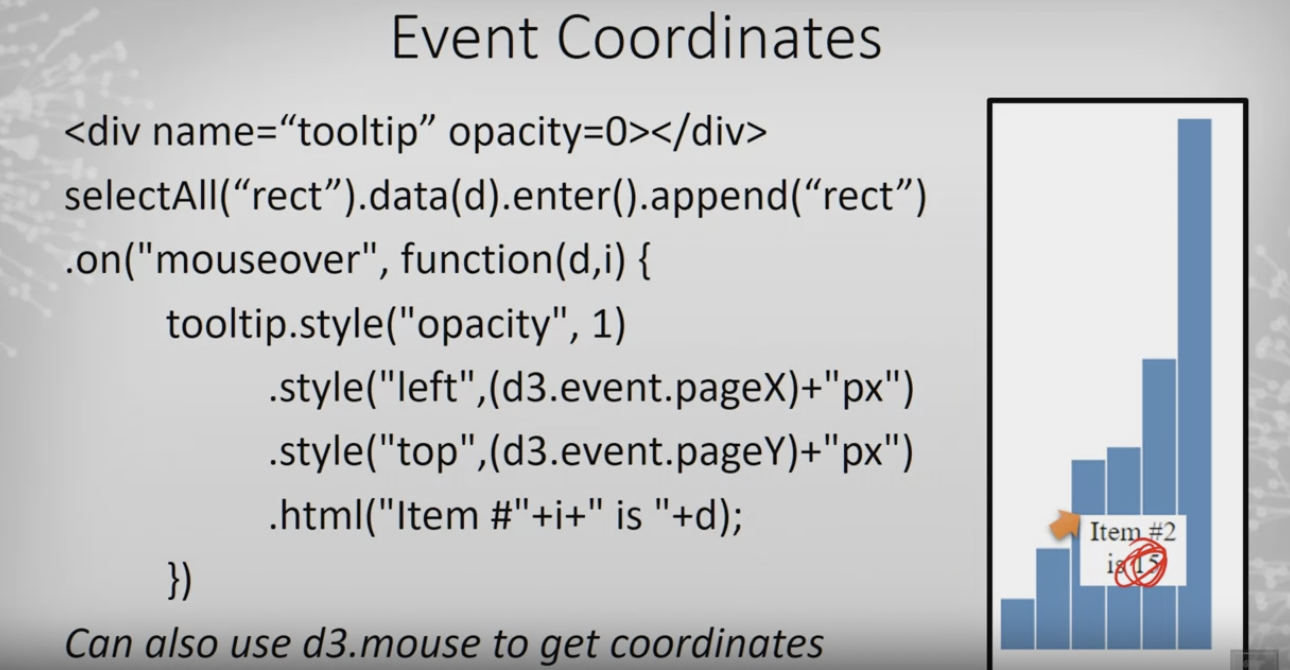 Event Coordinates
<div name=“tooltip” opacity=0></div>
selectAll(“rect”).data(d).enter().append(“rect”)
.on("mouseover", function(d,i) {
tooltip.style("opacity", 1)
.style("left",(d3.event.pageX)+"px")
.style("top",(d3.event.pageY)+"px")
.html("Item #"+i+" is "+d);
})
Can also use d3.mouse to get coordinates
Item #2
is 15